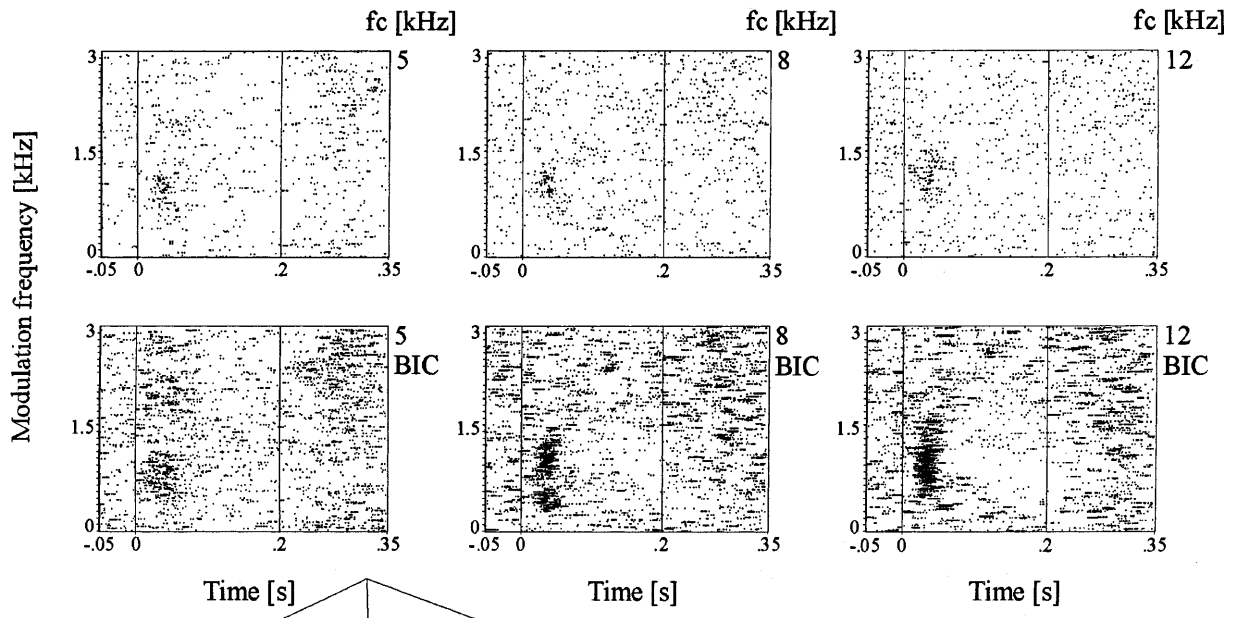 fc [kHz] fc [kHz] fc [kHz]
3 5 3 8 3 12
1.5 1.5 1.5
0 0 0
-.05 0 .2 .35 -.05 0 .2 .35 -.05 0 .2 .35
Modulation frequency [kHz]
3 5 3 8 3 12
BIC BIC BIC
1.5 1.5 1.5
0 0 0
-.05 0 .2 .35 -.05 0 .2 .35 -.05 0 .2 .35
Time [s] Time [s] Time [s]